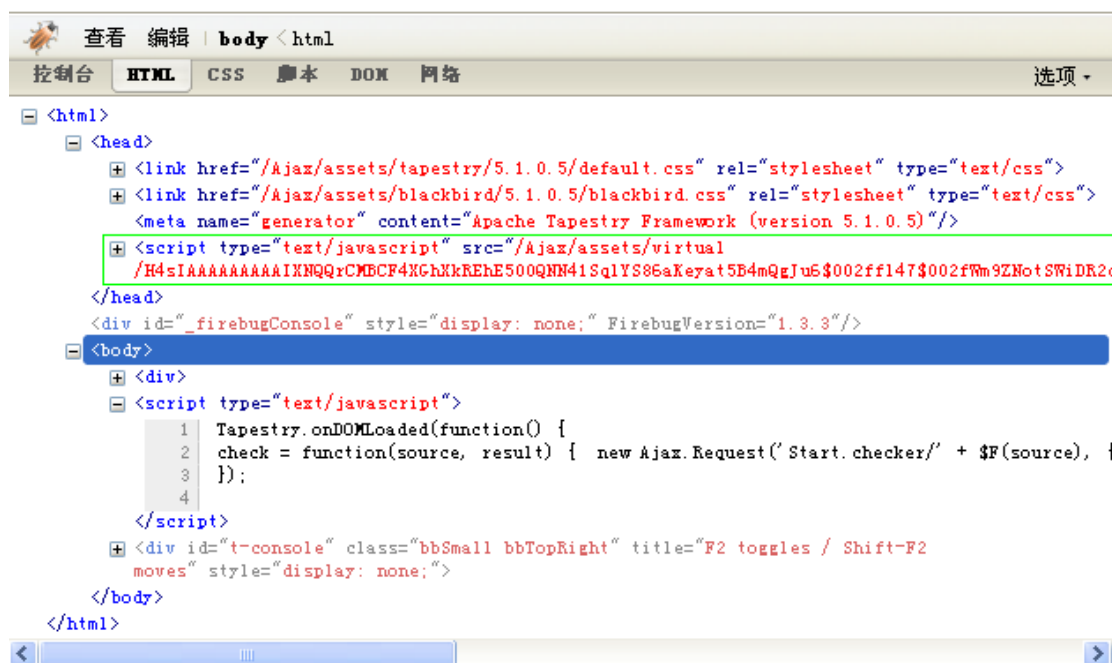 查看 编辑 body < html
控制台 HTML CSS 脚本 DOM 网络 选项
<html>
<head>
<link href="/Ajax/assets/tapestry/5.1.0.5/default.css" rel="stylesheet" type="text/css">
<link href="/Ajax/assets/blackbird/5.1.0.5/blackbird.css" rel="stylesheet" type="text/css">
<meta name="generator" content="Apache Tapestry Framework (version 5.1.0.5)"/>
<script type="text/javascript" src="/Ajax/assets/virtual
</head>
<div id="_firebugConsole" style="display: none;" FirebugVersion="1.3.3"/>
<body>
<div>
<script type="text/javascript">
1 Tapestry.onDOMLoaded(function() {
2 check = function(source, result) { new Ajax.Request('Start.checker/' + $F(source), {
3 });
4
</script>
<div id="t-console" class="bbSmall bbTopRight" title="F2 toggles / Shift-F2
moves" style="display: none;">
</body>
</html>